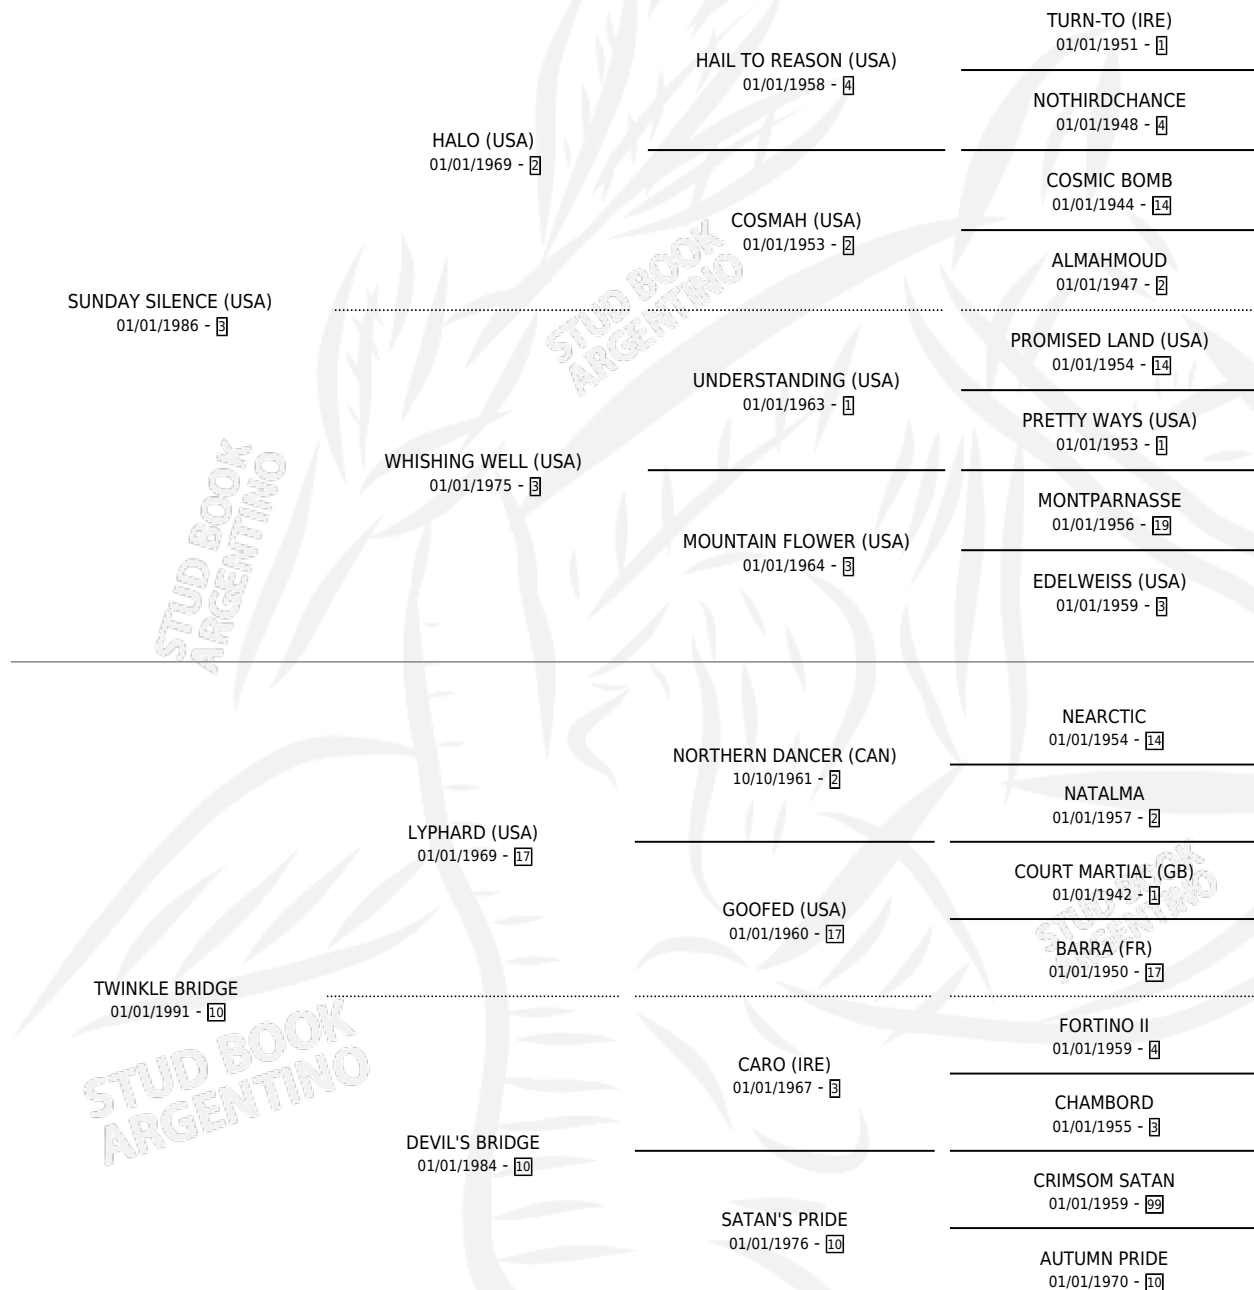 TURN-TO (IRE)
01/01/1951 - 1
HAIL TO REASON (USA)
01/01/1958 - 4
NOTHIRDCHANCE
01/01/1948 - 4
HALO (USA)
01/01/1969 - 2
COSMIC BOMB
01/01/1944 - 14
COSMAH (USA)
01/01/1953 - 2
ALMAHMOUD
01/01/1947 - 2
SUNDAY SILENCE (USA)
01/01/1986 - 3
STUD BOOK
ARGENTINO
PROMISED LAND (USA)
01/01/1954 - 14
UNDERSTANDING (USA)
01/01/1963 - 1
PRETTY WAYS (USA)
01/01/1953 - 1
WHISHING WELL (USA)
01/01/1975 - 3
MONTPARNASSE
01/01/1956 - 19
MOUNTAIN FLOWER (USA)
01/01/1964 - 3
EDELWEISS (USA)
01/01/1959 - 3
STUD BOOK
ARGENTINO
NEARCTIC
01/01/1954 - 14
NORTHERN DANCER (CAN)
10/10/1961 - 2
NATALMA
01/01/1957 - 2
LYPHARD (USA)
01/01/1969 - 17
COURT MARTIAL (GB)
01/01/1942 - 1
GOOFED (USA)
01/01/1960 - 17
STUD BOOK
ARGENTINO
BARRA (FR)
01/01/1950 - 17
TWINKLE BRIDGE
01/01/1991 - 10
FORTINO II
01/01/1959 - 4
CARO (IRE)
01/01/1967 - 3
STUD BOOK
ARGENTINO
CHAMBORD
01/01/1955 - 3
DEVIL'S BRIDGE
01/01/1984 - 10
CRIMSOM SATAN
01/01/1959 - 99
SATAN'S PRIDE
01/01/1976 - 10
AUTUMN PRIDE
01/01/1970 - 10